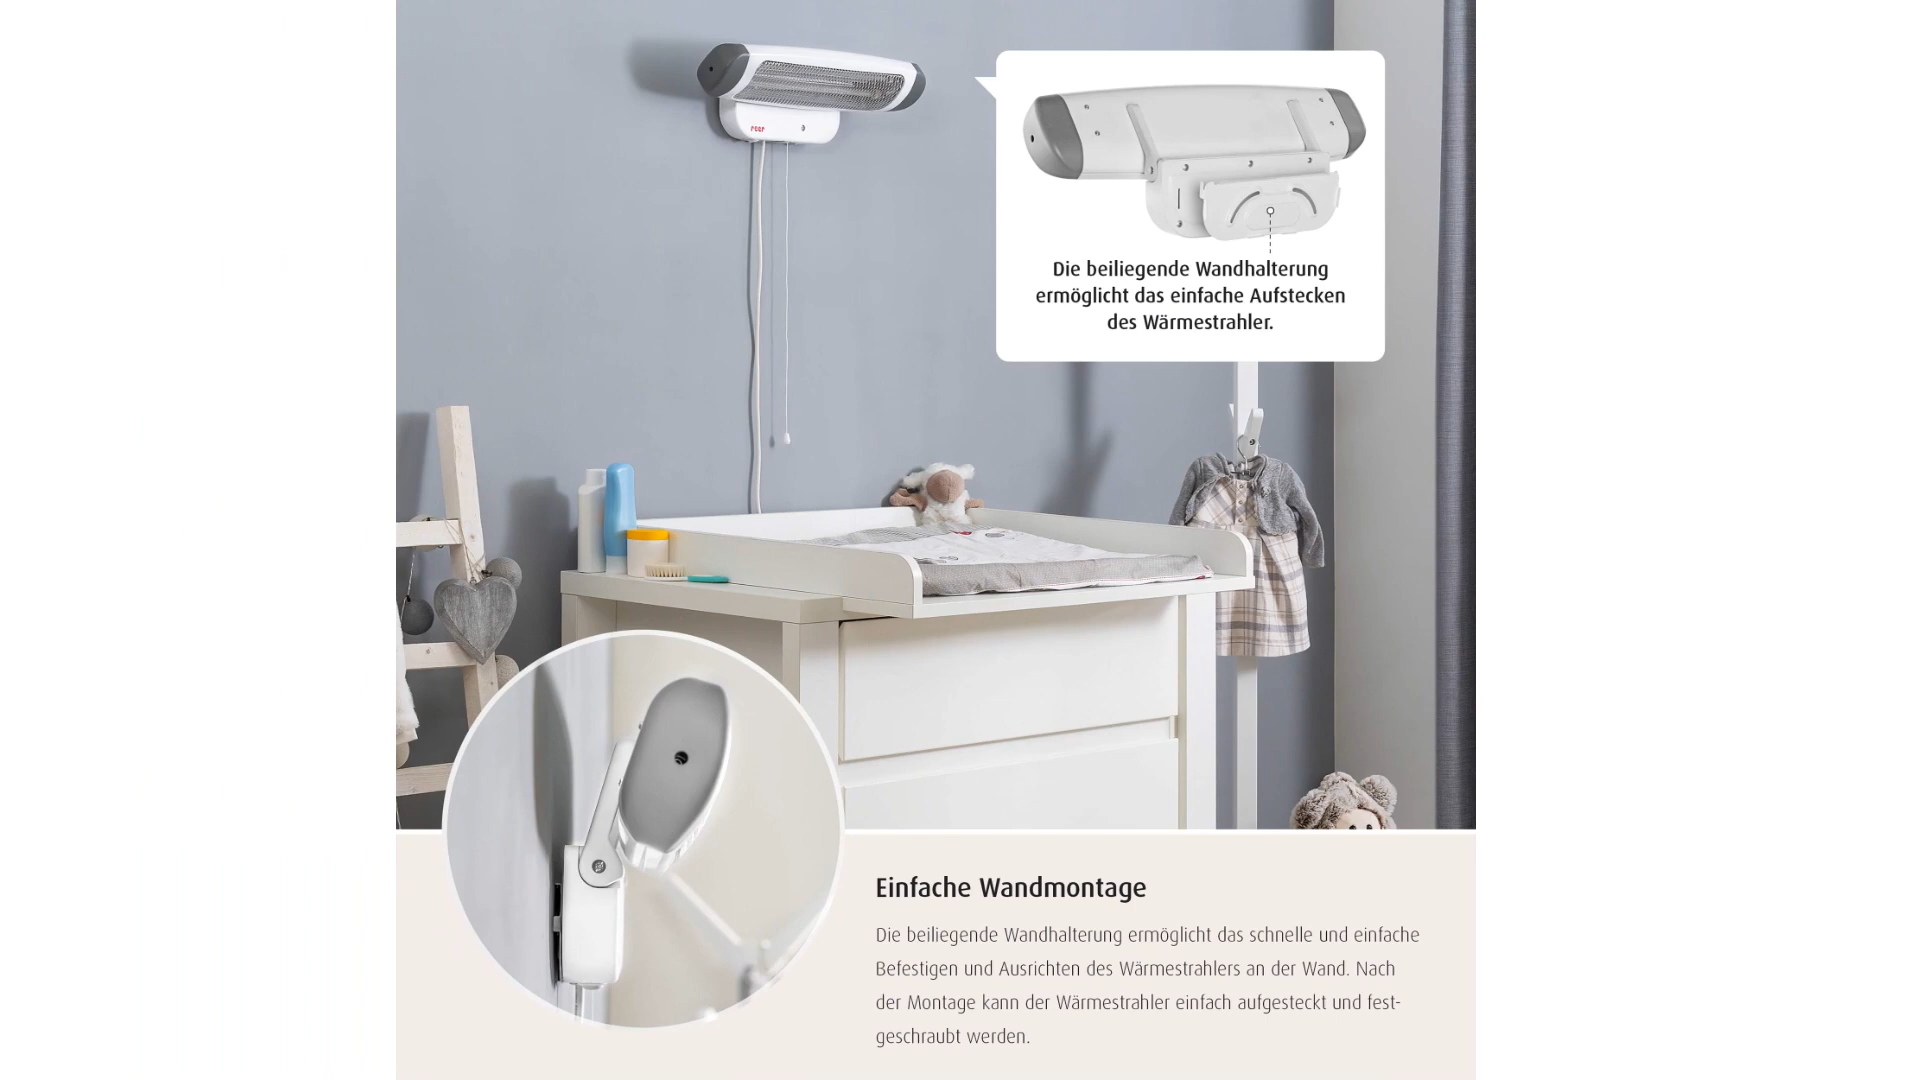 reer
Die beiliegende Wandhalterung
ermöglicht das einfache Aufstecken
des Wärmestrahler.
Einfache Wandmontage
Die beiliegende Wandhalterung ermöglicht das schnelle und einfache
Befestigen und Ausrichten des Wärmestrahlers an der Wand. Nach
der Montage kann der Wärmestrahler einfach aufgesteckt und fest-
geschraubt werden.